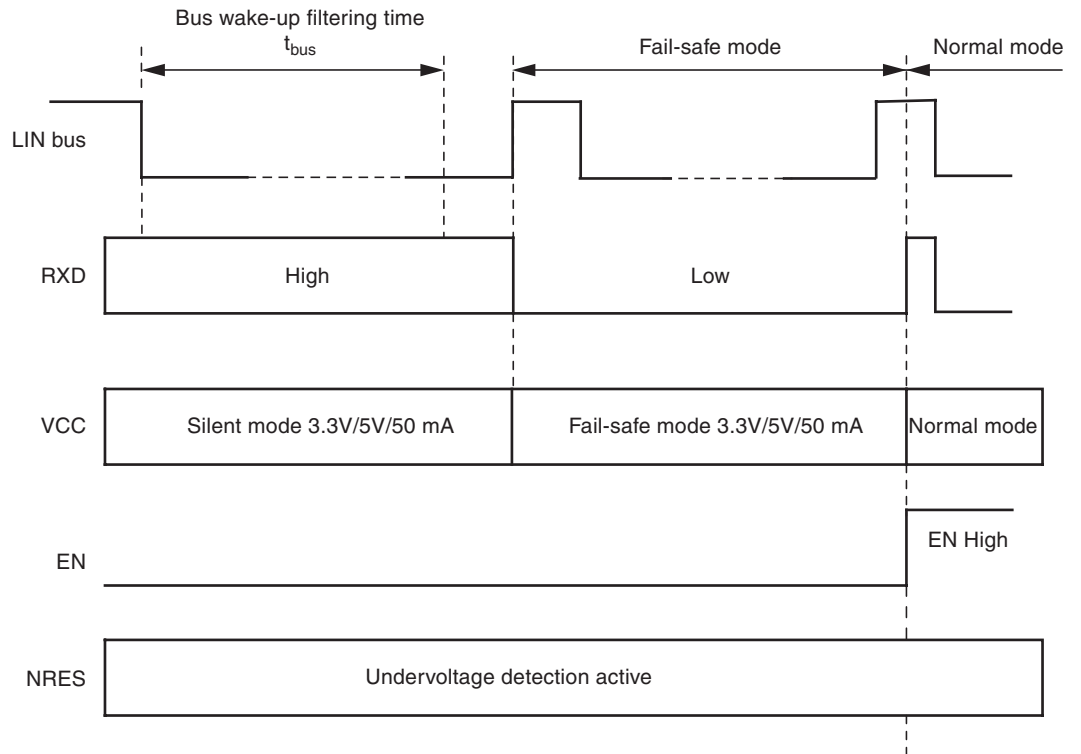 Bus wake-up filtering time
tbus
Fail-safe mode
Normal mode
LIN bus
RXD
High
Low
VCC
Silent mode 3.3V/5V/50 mA
Fail-safe mode 3.3V/5V/50 mA
Normal mode
EN
EN High
NRES
Undervoltage detection active